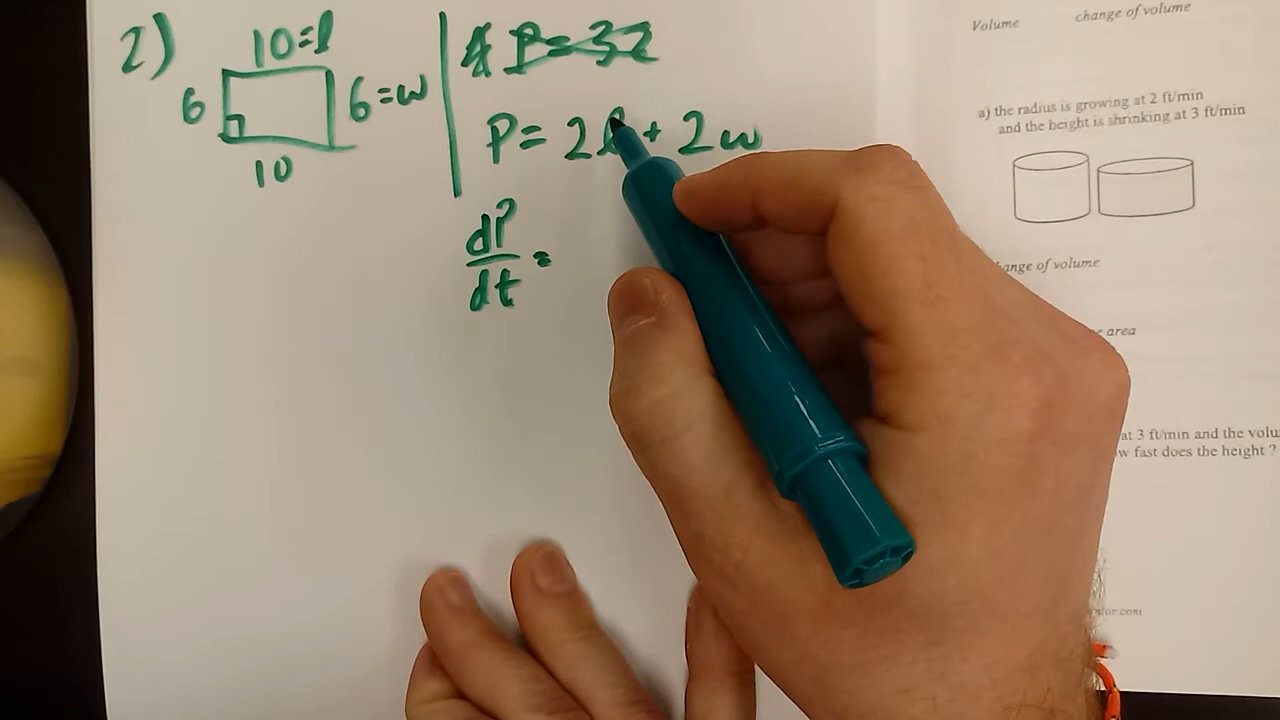 2)
10=l
6
6=w
10
P=32
P= 2l + 2w
dP
dt =
Volume change of volume
a) the radius is growing at 2 ft/min
and the height is shrinking at 3 ft/min
of volume
area
at 3 ft/min and the
fast does the height ?
.com